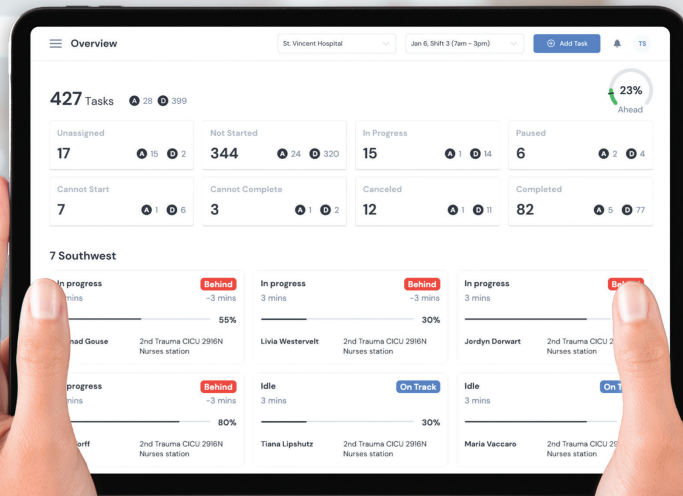 Overview
St. Vincent Hospital
Jan 6, Shift 3 (7am - 3pm)
Add Task
TS
427 Tasks A 28 D 399
23%
Ahead
Unassigned
17 A 15 D 2
Not Started
344 A 24 D 320
In Progress
15 A 1 D 14
Paused
6 A 2 D 4
Cannot Start
7 A 1 D 6
Cannot Complete
3 A 1 D 2
Canceled
12 A 1 D 11
Completed
82 A 5 D 77
7 Southwest
In progress Behind
mins -3 mins
55%
Gouse 2nd Trauma CICU 2916N
Nurses station
In progress Behind
3 mins -3 mins
30%
Livia Westervelt 2nd Trauma CICU 2916N
Nurses station
In progress
3 mins
Jordyn Dorwart 2nd Trauma CICU
Nurses station
progress Behind
-3 mins
80%
2nd Trauma CICU 2916N
Nurses station
Idle On Track
3 mins
30%
Tiana Lipshutz 2nd Trauma CICU 2916N
Nurses station
Idle On
3 mins
Maria Vaccaro 2nd Trauma CICU
Nurses station